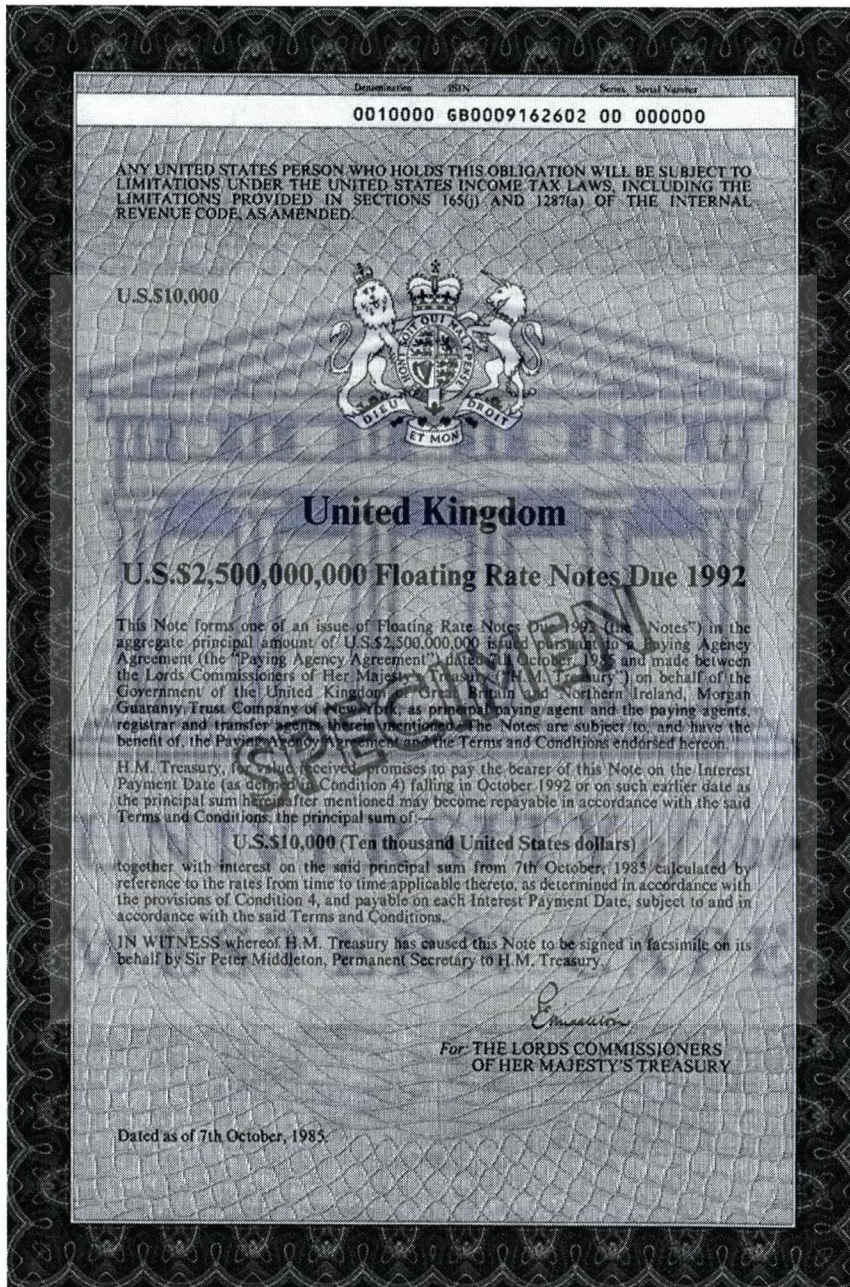 Denomination ISIN Series Serial Number
0010000 GB0009162602 00 000000
ANY UNITED STATES PERSON WHO HOLDS THIS OBLIGATION WILL BE SUBJECT TO
LIMITATIONS UNDER THE UNITED STATES INCOME TAX LAWS, INCLUDING THE
LIMITATIONS PROVIDED IN SECTIONS 165(j) AND 1287(a) OF THE INTERNAL
REVENUE CODE, AS AMENDED.
U.S.$10,000
HONI SOIT QUI MAL Y PENSE
DIEU ET MON DROIT
United Kingdom
U.S.$2,500,000,000 Floating Rate Notes Due 1992
This Note forms one of an issue of Floating Rate Notes Due 1992 (the "Notes") in the
aggregate principal amount of U.S.$2,500,000,000 issued pursuant to a Paying Agency
Agreement (the "Paying Agency Agreement") dated 7th October, 1985 and made between
the Lords Commissioners of Her Majesty's Treasury ("H.M. Treasury") on behalf of the
Government of the United Kingdom of Great Britain and Northern Ireland, Morgan
Guaranty Trust Company of New York, as principal paying agent and the paying agents,
registrar and transfer agents therein mentioned. The Notes are subject to, and have the
benefit of, the Paying Agency Agreement and the Terms and Conditions endorsed hereon.
SPECIMEN
H.M. Treasury, for value received, promises to pay the bearer of this Note on the Interest
Payment Date (as defined in Condition 4) falling in October 1992 or on such earlier date as
the principal sum hereinafter mentioned may become repayable in accordance with the said
Terms and Conditions, the principal sum of:—
U.S.$10,000 (Ten thousand United States dollars)
together with interest on the said principal sum from 7th October, 1985 calculated by
reference to the rates from time to time applicable thereto, as determined in accordance with
the provisions of Condition 4, and payable on each Interest Payment Date, subject to and in
accordance with the said Terms and Conditions.
UNIVERSITY of the
WESTERN CAPE
IN WITNESS whereof H.M. Treasury has caused this Note to be signed in facsimile on its
behalf by Sir Peter Middleton, Permanent Secretary to H.M. Treasury.
For THE LORDS COMMISSIONERS
OF HER MAJESTY'S TREASURY
Dated as of 7th October, 1985.